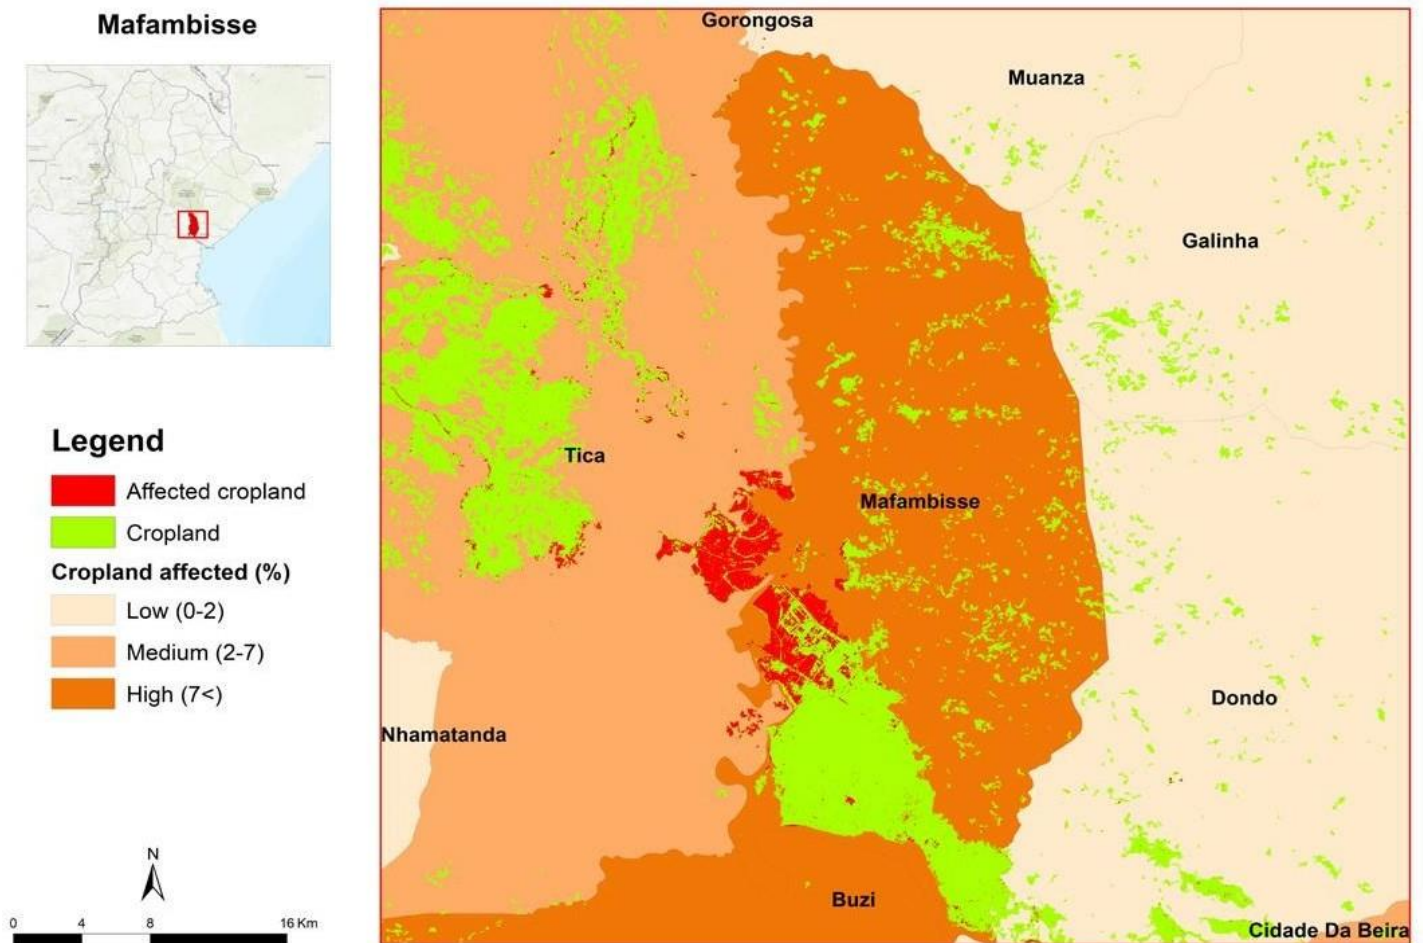 Mafambisse
Legend
Affected cropland
Cropland
Cropland affected (%)
Low (0-2)
Medium (2-7)
High (7<)
N
0 4 8 16 Km
Gorongosa
Muanza
Galinha
Tica
Mafambisse
Dondo
Nhamatanda
Buzi
Cidade Da Beira